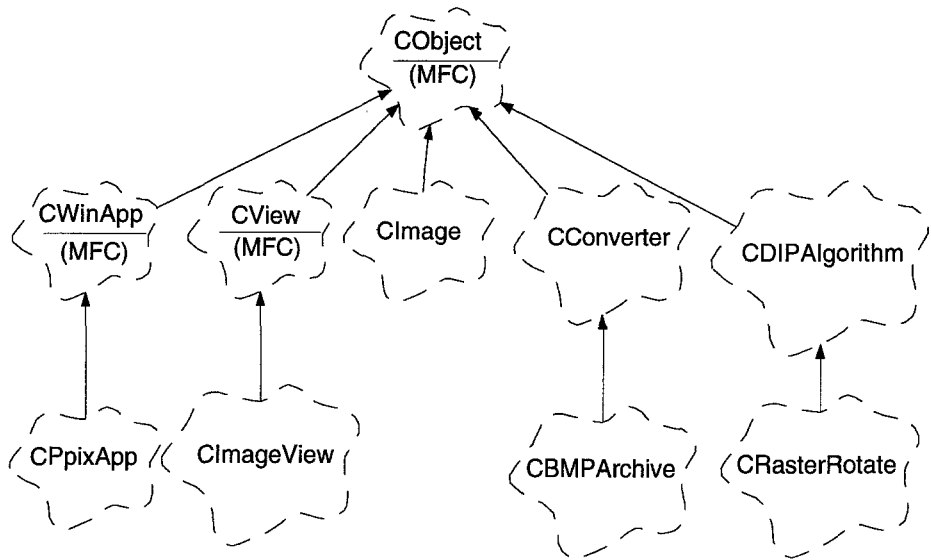 CObject
(MFC)
CWinApp
(MFC)
CView
(MFC)
CImage
CConverter
CDIPAlgorithm
CPpixApp
CImageView
CBMPArchive
CRasterRotate